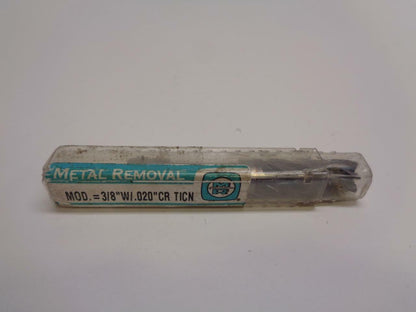 METAL REMOVAL
MOD.=3/8"W/.020"CR TICN